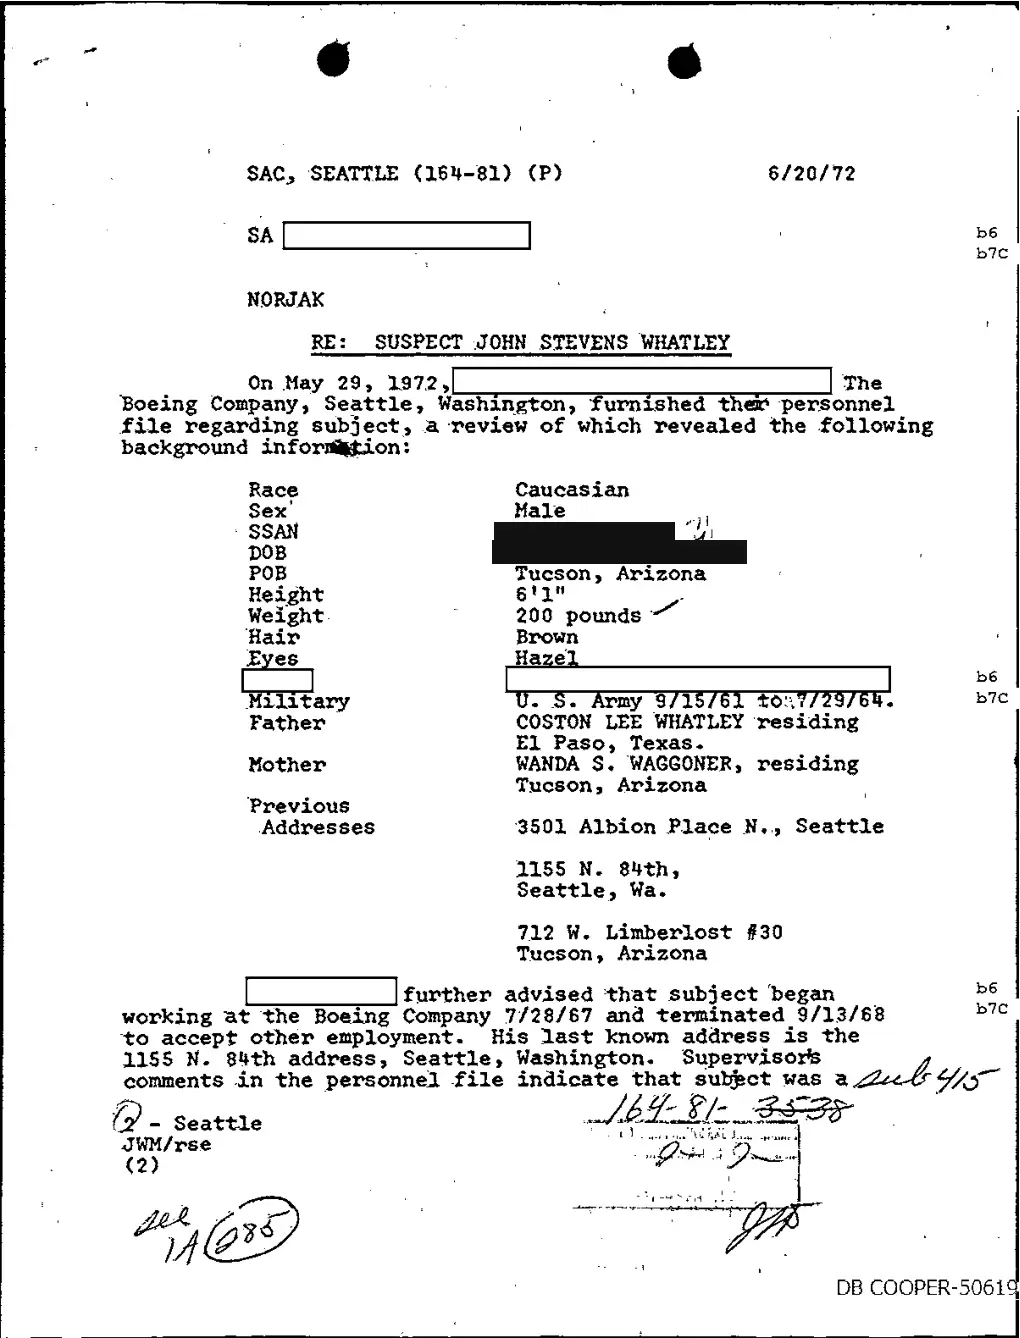 SAC, SEATTLE (164-81) (P) 6/20/72
SA
b6
b7C
NORJAK
RE: SUSPECT JOHN STEVENS WHATLEY
On May 29, 1972, The
Boeing Company, Seattle, Washington, furnished their personnel
file regarding subject, a review of which revealed the following
background information:
Race Caucasian
Sex Male
SSAN
DOB
POB Tucson, Arizona
Height 6'1"
Weight 200 pounds
Hair Brown
Eyes Hazel
b6
Military U. S. Army 9/15/61 to 7/29/64.
b7C
Father COSTON LEE WHATLEY residing
El Paso, Texas.
Mother WANDA S. WAGGONER, residing
Tucson, Arizona
Previous
Addresses 3501 Albion Place N., Seattle
1155 N. 84th,
Seattle, Wa.
712 W. Limberlost #30
Tucson, Arizona
b6
further advised that subject began
b7C
working at the Boeing Company 7/28/67 and terminated 9/13/68
to accept other employment. His last known address is the
1155 N. 84th address, Seattle, Washington. Supervisors
comments in the personnel file indicate that subject was a
sub 415
164-81-3538
2 - Seattle
JWM/rse
(2)
see
1A 285
DB COOPER-50619